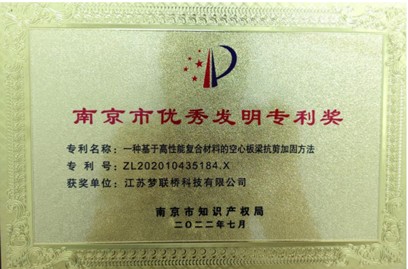 南京市优秀发明专利奖
专利名称：一种基于高性能复合材料的空心板梁抗剪加固方法
专利号：ZL202010435184.X
获奖单位：江苏梦联桥科技有限公司
南京市知识产权局
二〇二二年七月